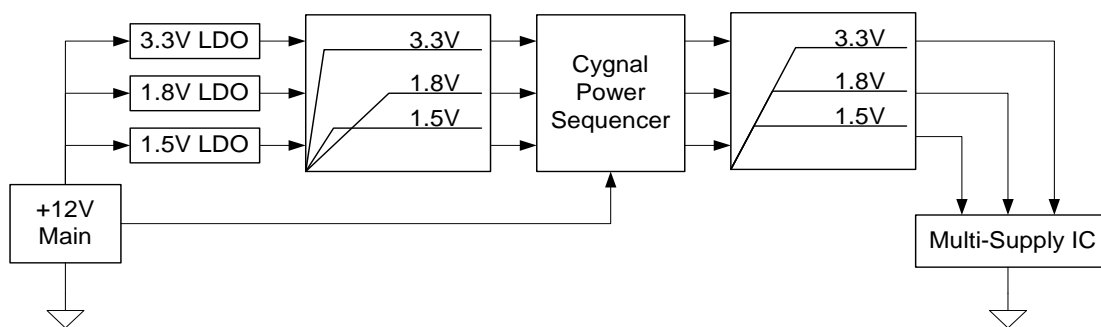 3.3V LDO
1.8V LDO
1.5V LDO
+12V
Main
3.3V
1.8V
1.5V
Cygnal
Power
Sequencer
3.3V
1.8V
1.5V
Multi-Supply IC